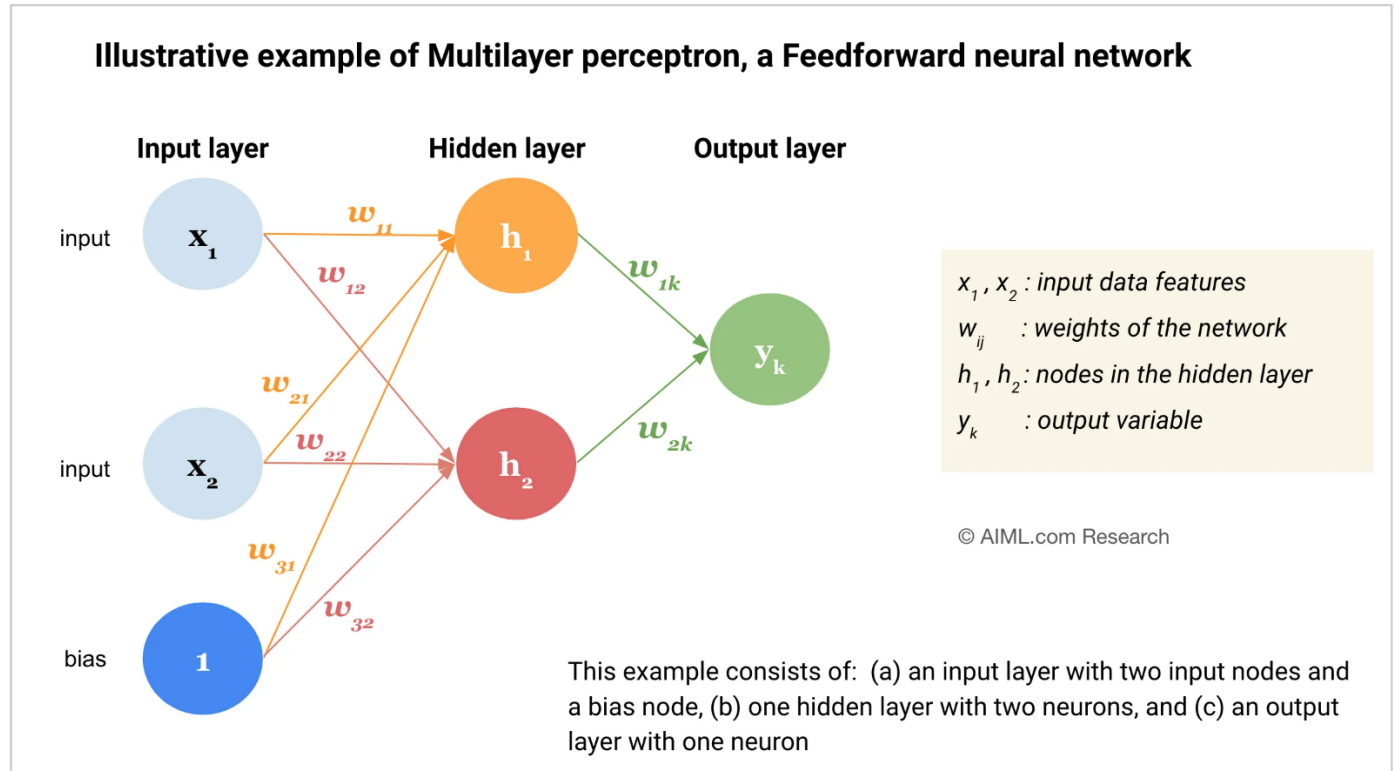 Illustrative example of Multilayer perceptron, a Feedforward neural network
Input layer
Hidden layer
Output layer
input
x₁
w₁₁
h₁
w₁₂
w₁ₖ
yₖ
w₂₁
input
x₂
w₂₂
h₂
w₂ₖ
w₃₁
w₃₂
bias
1
x₁ , x₂ : input data features
wᵢⱼ : weights of the network
h₁ , h₂ : nodes in the hidden layer
yₖ : output variable
© AIML.com Research
This example consists of: (a) an input layer with two input nodes and
a bias node, (b) one hidden layer with two neurons, and (c) an output
layer with one neuron